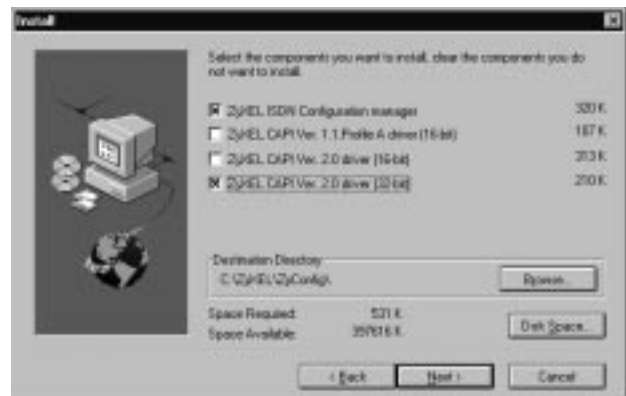 Install
Select the components you want to install, clear the components you do
not want to install.
ZyXEL ISDN Configuration manager 320 K
ZyXEL CAPI Ver. 1.1 Profile A driver (16-bit) 187 K
ZyXEL CAPI Ver. 2.0 driver (16-bit) 313 K
ZyXEL CAPI Ver. 2.0 driver (32-bit) 210 K
Destination Directory
C:\ZyXEL\ZyConfig\
Browse...
Space Required: 531 K
Space Available: 397616 K
Disk Space...
< Back
Next >
Cancel